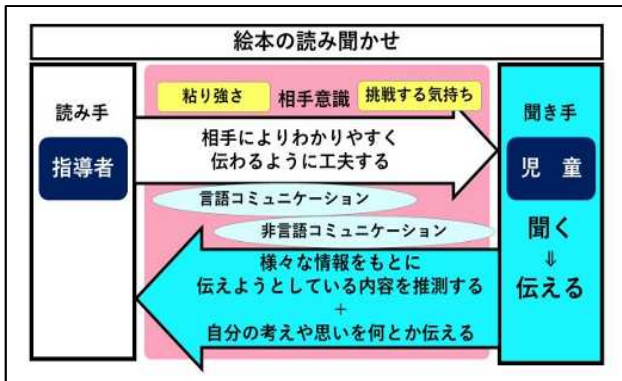 絵本の読み聞かせ
読み手
指導者
粘り強さ
相手意識
挑戦する気持ち
相手によりわかりやすく
伝わるように工夫する
言語コミュニケーション
非言語コミュニケーション
様々な情報をもとに
伝えようとしている内容を推測する
+
自分の考えや思いを何とか伝える
聞き手
児 童
聞く
⇓
伝える